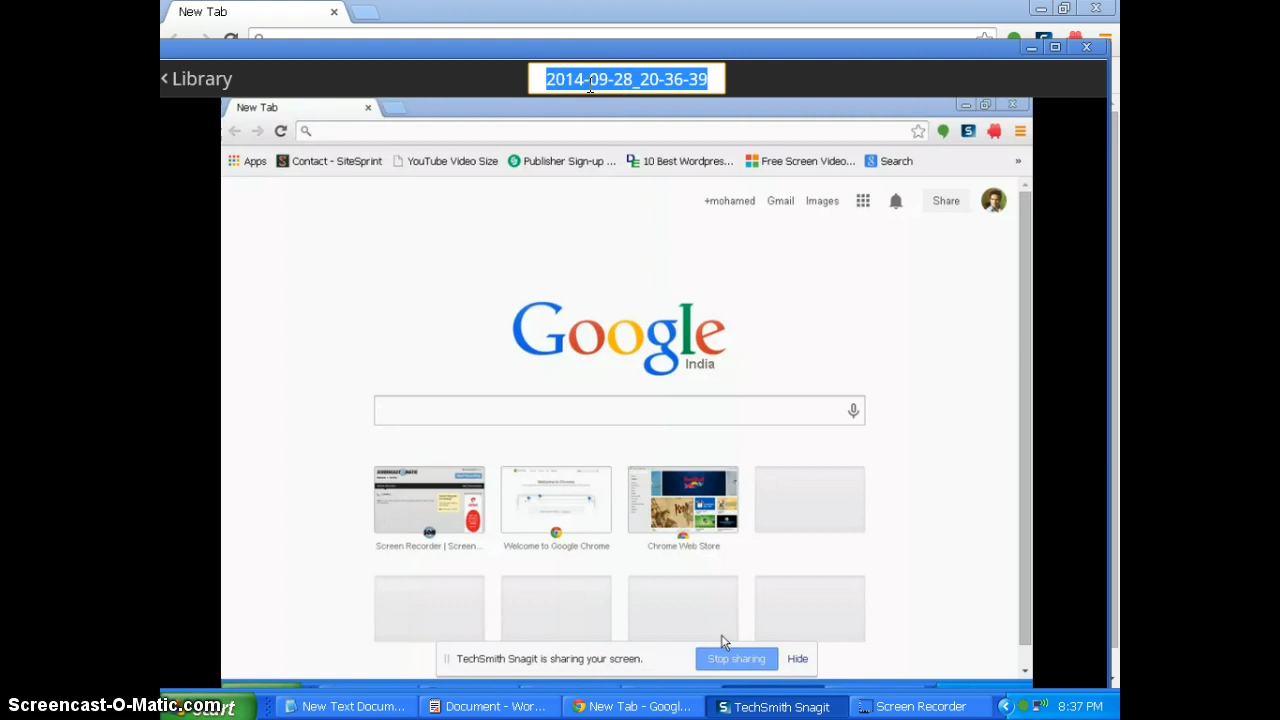 New Tab
Library
2014-09-28_20-36-39
New Tab
Apps
Contact - SiteSprint
YouTube Video Size
Publisher Sign-up ...
10 Best Wordpres...
Free Screen Video...
Search
»
+mohamed
Gmail
Images
Share
Google
India
Screen Recorder | Screen...
Welcome to Google Chrome
Chrome Web Store
TechSmith Snagit is sharing your screen.
Stop sharing
Hide
Screencast-O-Matic.com
start
New Text Docum...
Document - Wor...
New Tab - Googl...
TechSmith Snagit
Screen Recorder
8:37 PM